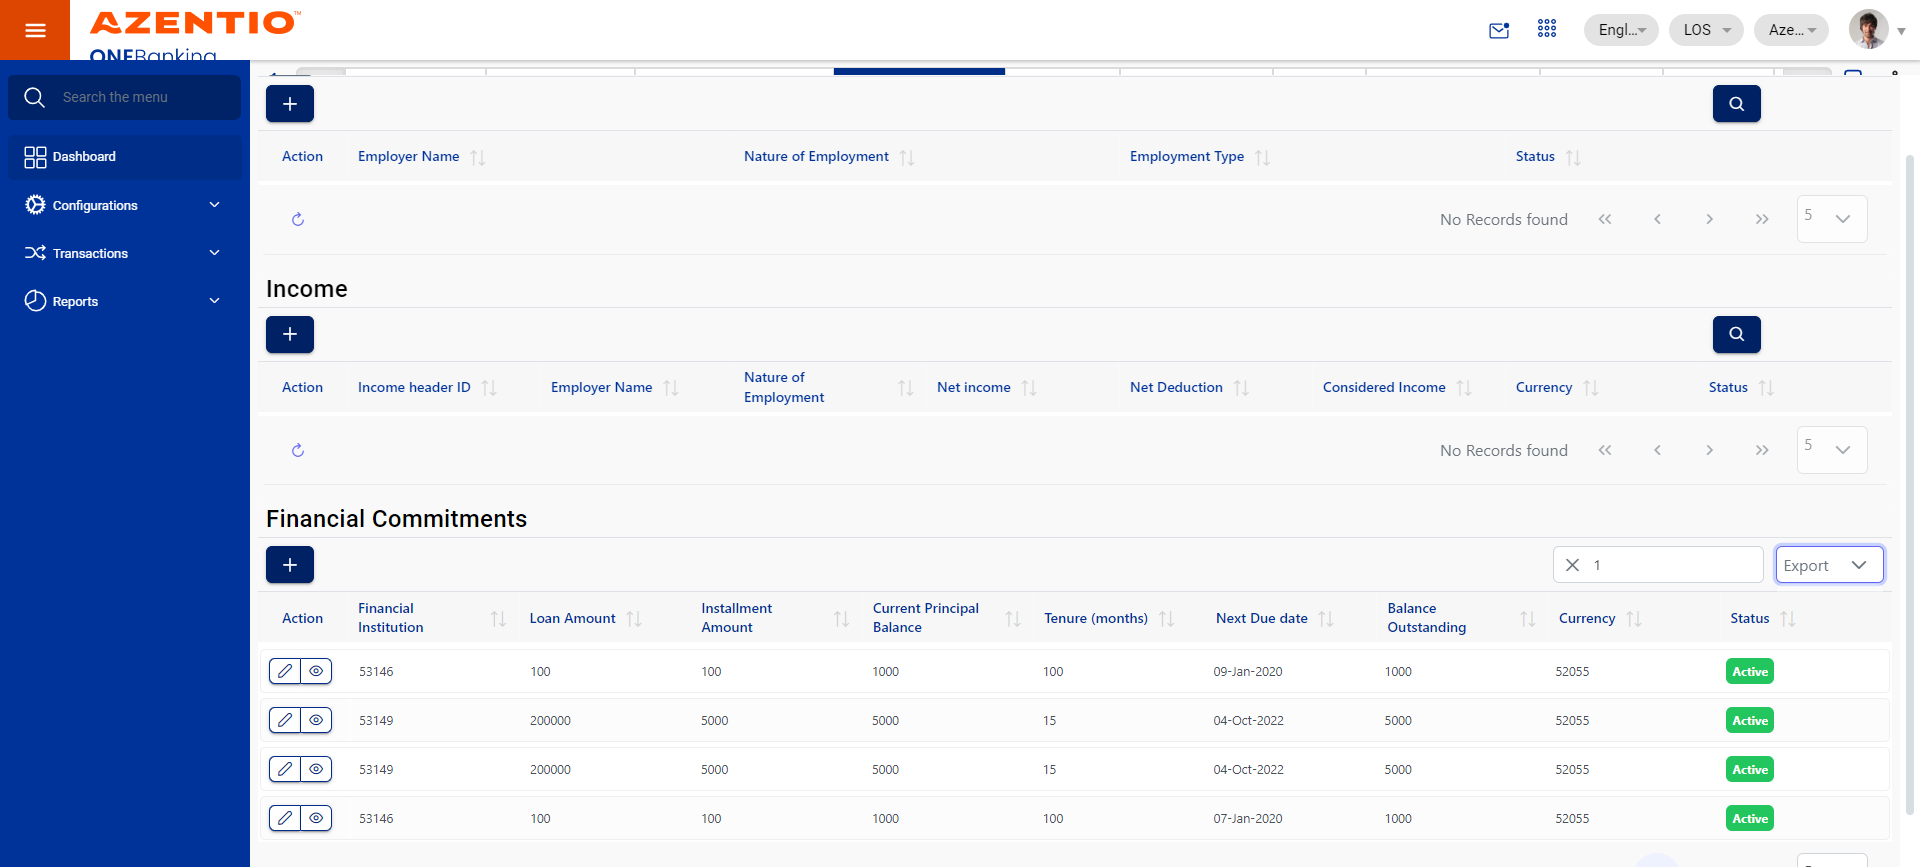 AZENTIO™
ONEBanking
Engl...
LOS
Aze...
Search the menu
Dashboard
Configurations
Transactions
Reports
Action Employer Name Nature of Employment Employment Type Status
No Records found 5
Income
Action Income header ID Employer Name Nature of Employment Net income Net Deduction Considered Income Currency Status
No Records found 5
Financial Commitments
1 Export
Action Financial Institution Loan Amount Installment Amount Current Principal Balance Tenure (months) Next Due date Balance Outstanding Currency Status
53146 100 100 1000 100 09-Jan-2020 1000 52055 Active
53149 200000 5000 5000 15 04-Oct-2022 5000 52055 Active
53149 200000 5000 5000 15 04-Oct-2022 5000 52055 Active
53146 100 100 1000 100 07-Jan-2020 1000 52055 Active